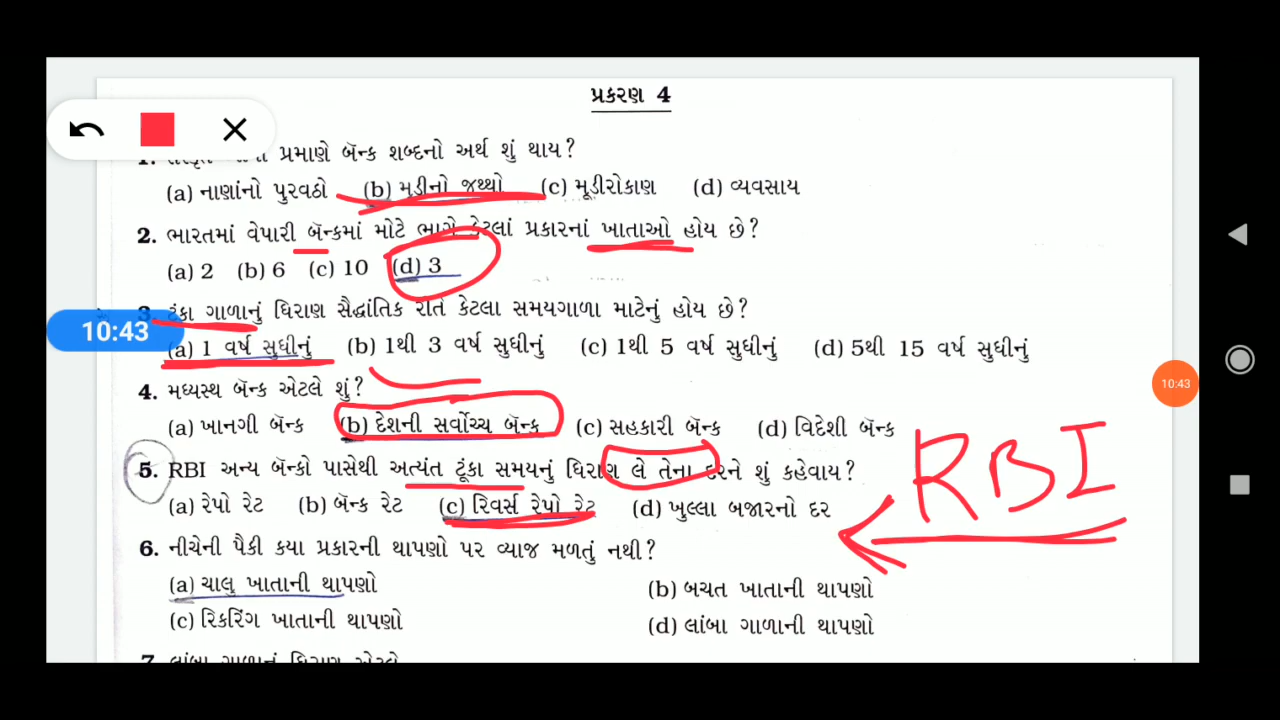 પ્રકરણ 4
પ્રમાણે બૅન્ક શબ્દનો અર્થ શું થાય?
(a) નાણાંનો પુરવઠો (b) મૂડીનો જથ્થો (c) મૂડીરોકાણ (d) વ્યવસાય
2. ભારતમાં વેપારી બૅન્કમાં મોટે ભાગે કેટલાં પ્રકારનાં ખાતાઓ હોય છે?
(a) 2 (b) 6 (c) 10 (d) 3
3. ટૂંકા ગાળાનું ધિરાણ સૈદ્ધાંતિક રીતે કેટલા સમયગાળા માટેનું હોય છે?
10:43
(a) 1 વર્ષ સુધીનું (b) 1થી 3 વર્ષ સુધીનું (c) 1થી 5 વર્ષ સુધીનું (d) 5થી 15 વર્ષ સુધીનું
10:43
4. મધ્યસ્થ બૅન્ક એટલે શું?
(a) ખાનગી બૅન્ક (b) દેશની સર્વોચ્ચ બૅન્ક (c) સહકારી બૅન્ક (d) વિદેશી બૅન્ક
RBI
5. RBI અન્ય બૅન્કો પાસેથી અત્યંત ટૂંકા સમયનું ધિરાણ લે તેના દરને શું કહેવાય?
(a) રેપો રેટ (b) બૅન્ક રેટ (c) રિવર્સ રેપો રેટ (d) ખુલ્લા બજારનો દર
6. નીચેની પૈકી કયા પ્રકારની થાપણો પર વ્યાજ મળતું નથી?
(a) ચાલુ ખાતાની થાપણો (b) બચત ખાતાની થાપણો
(c) રિકરિંગ ખાતાની થાપણો (d) લાંબા ગાળાની થાપણો
7. લાંબા ગાળાનું ધિરાણ એટલે